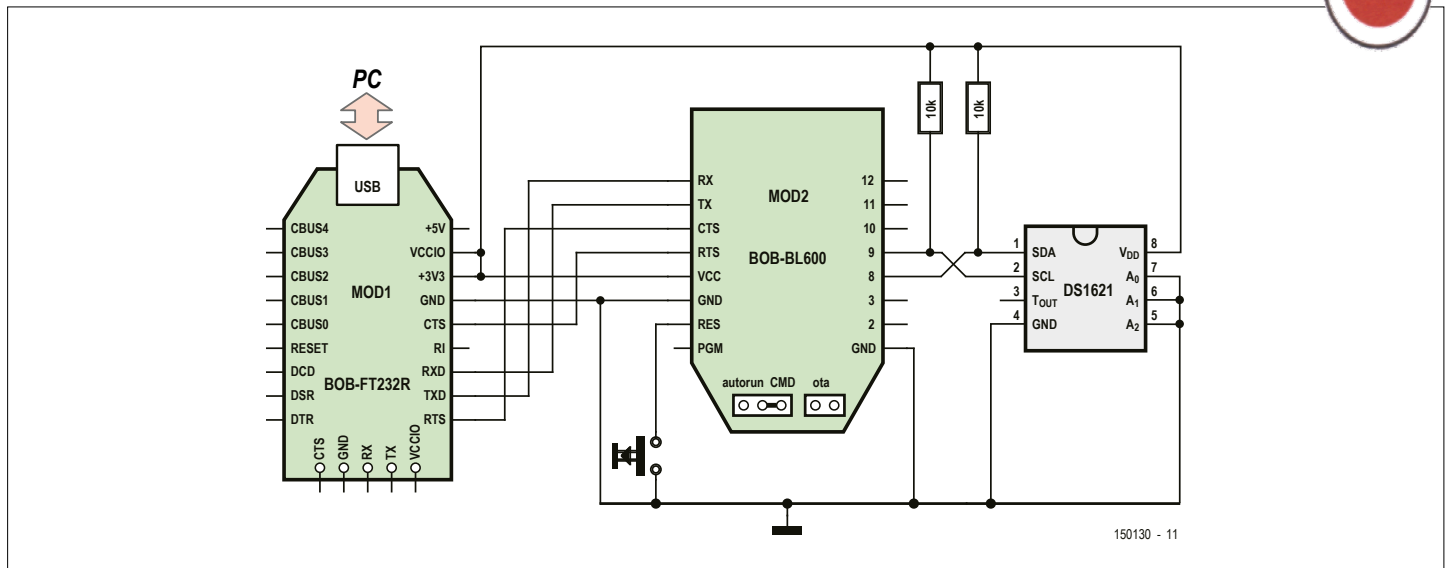 PC
USB
MOD1
BOB-FT232R
CBUS4
CBUS3
CBUS2
CBUS1
CBUS0
RESET
DCD
DSR
DTR
+5V
VCCIO
+3V3
GND
CTS
RI
RXD
TXD
RTS
CTS
GND
RX
TX
VCCIO
MOD2
BOB-BL600
RX
TX
CTS
RTS
VCC
GND
RES
PGM
12
11
10
9
8
3
2
GND
autorun CMD ota
10k
10k
DS1621
1 SDA
2 SCL
3 TOUT
4 GND
VDD 8
A0 7
A1 6
A2 5
150130 - 11